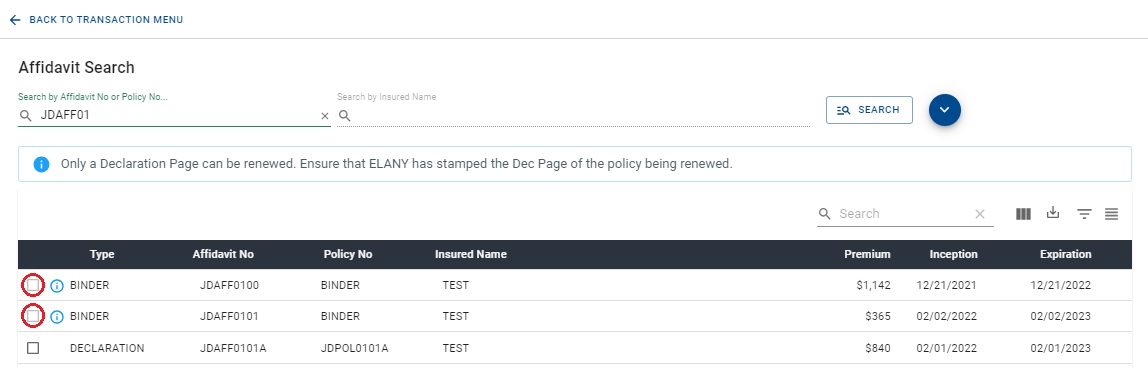 BACK TO TRANSACTION MENU
Affidavit Search
Search by Affidavit No or Policy No... Search by Insured Name
JDAFF01
SEARCH
Only a Declaration Page can be renewed. Ensure that ELANY has stamped the Dec Page of the policy being renewed.
Search
Type Affidavit No Policy No Insured Name Premium Inception Expiration
BINDER JDAFF0100 BINDER TEST $1,142 12/21/2021 12/21/2022
BINDER JDAFF0101 BINDER TEST $365 02/02/2022 02/02/2023
DECLARATION JDAFF0101A JDPOL0101A TEST $840 02/01/2022 02/01/2023